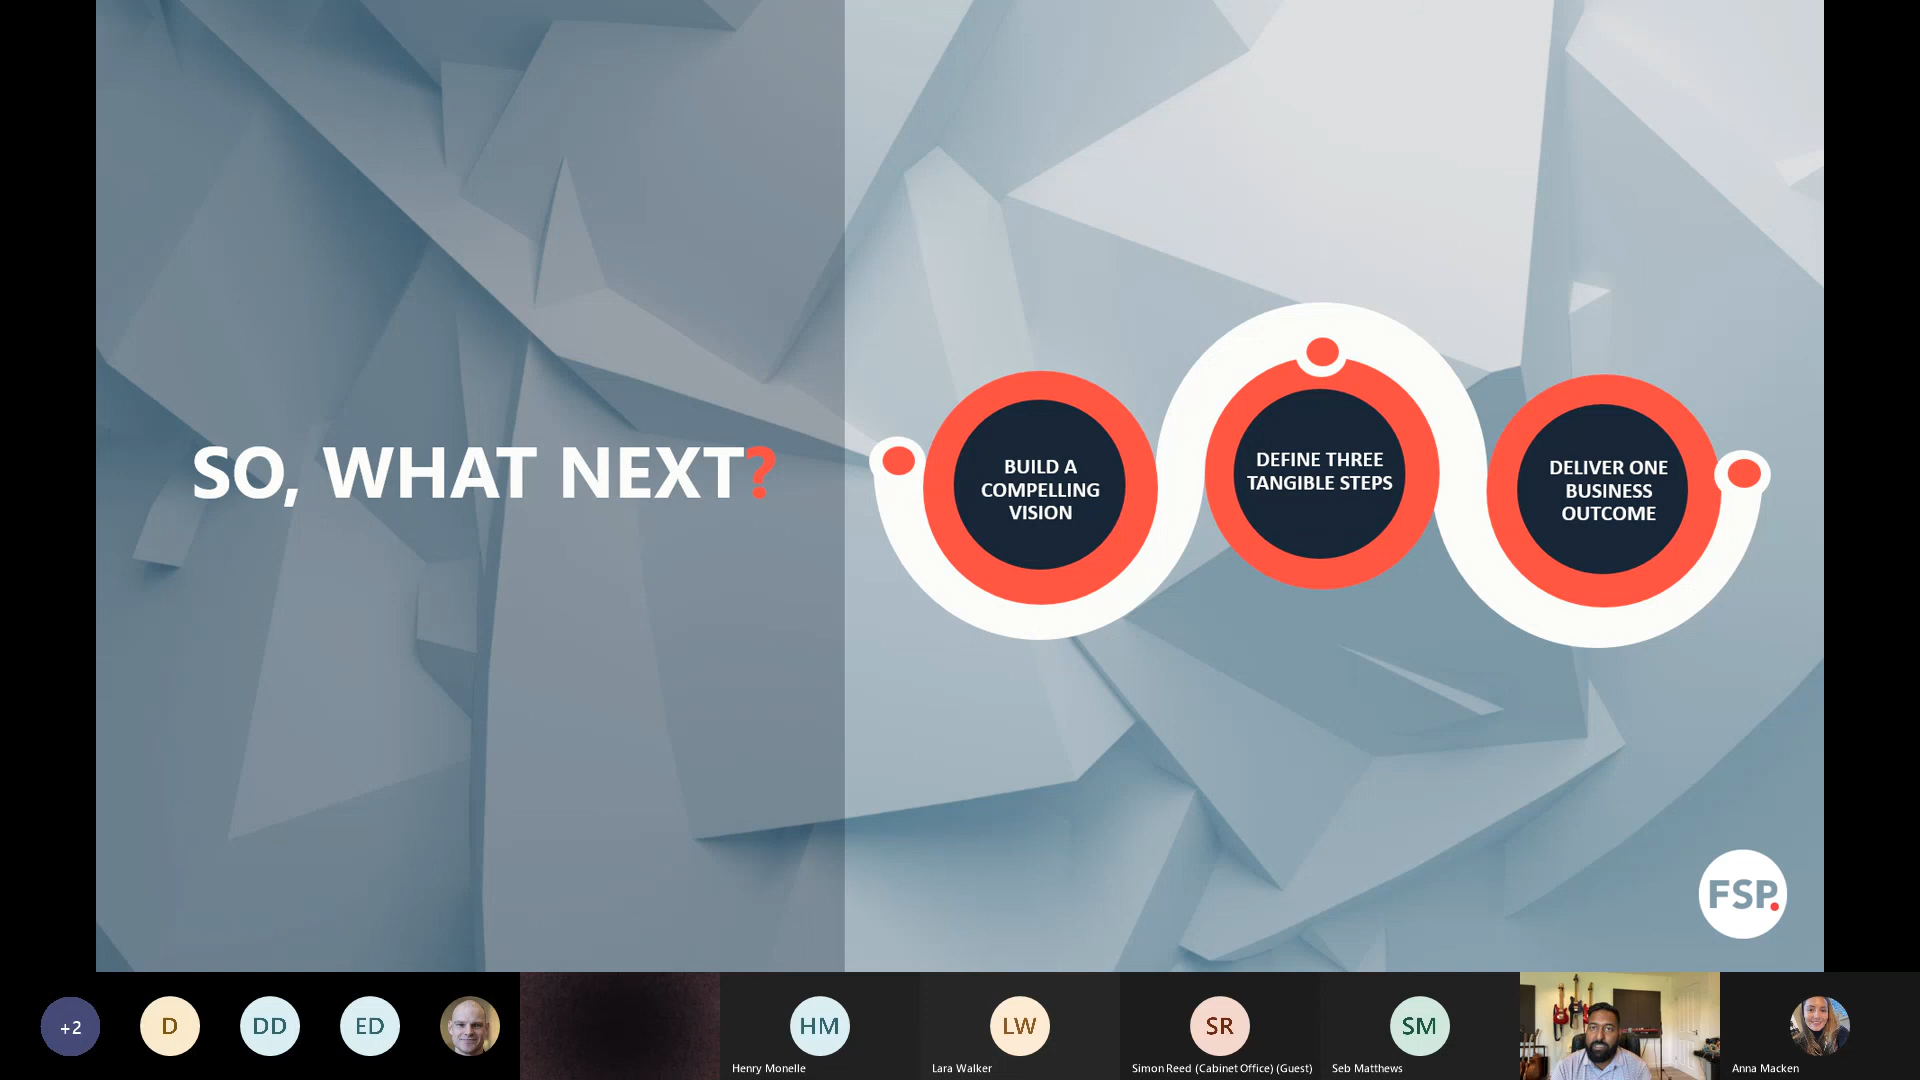 SO, WHAT NEXT?
BUILD A
COMPELLING
VISION
DEFINE THREE
TANGIBLE STEPS
DELIVER ONE
BUSINESS
OUTCOME
FSP.
+2
D
DD
ED
HM
Henry Monelle
LW
Lara Walker
SR
Simon Reed (Cabinet Office) (Guest)
SM
Seb Matthews
Anna Macken